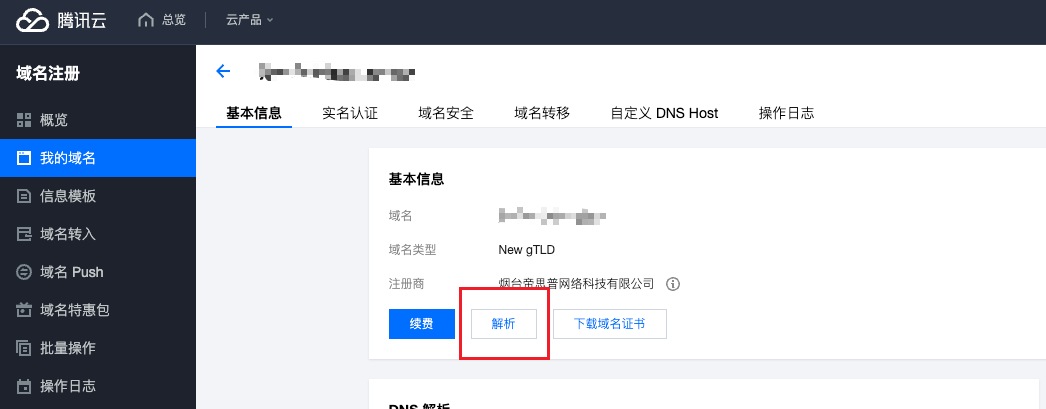 腾讯云 总览 云产品
域名注册
概览
我的域名
信息模板
域名转入
域名 Push
域名特惠包
批量操作
操作日志
基本信息 实名认证 域名安全 域名转移 自定义 DNS Host 操作日志
基本信息
域名
域名类型 New gTLD
注册商 烟台帝思普网络科技有限公司
续费 解析 下载域名证书
DNS 解析